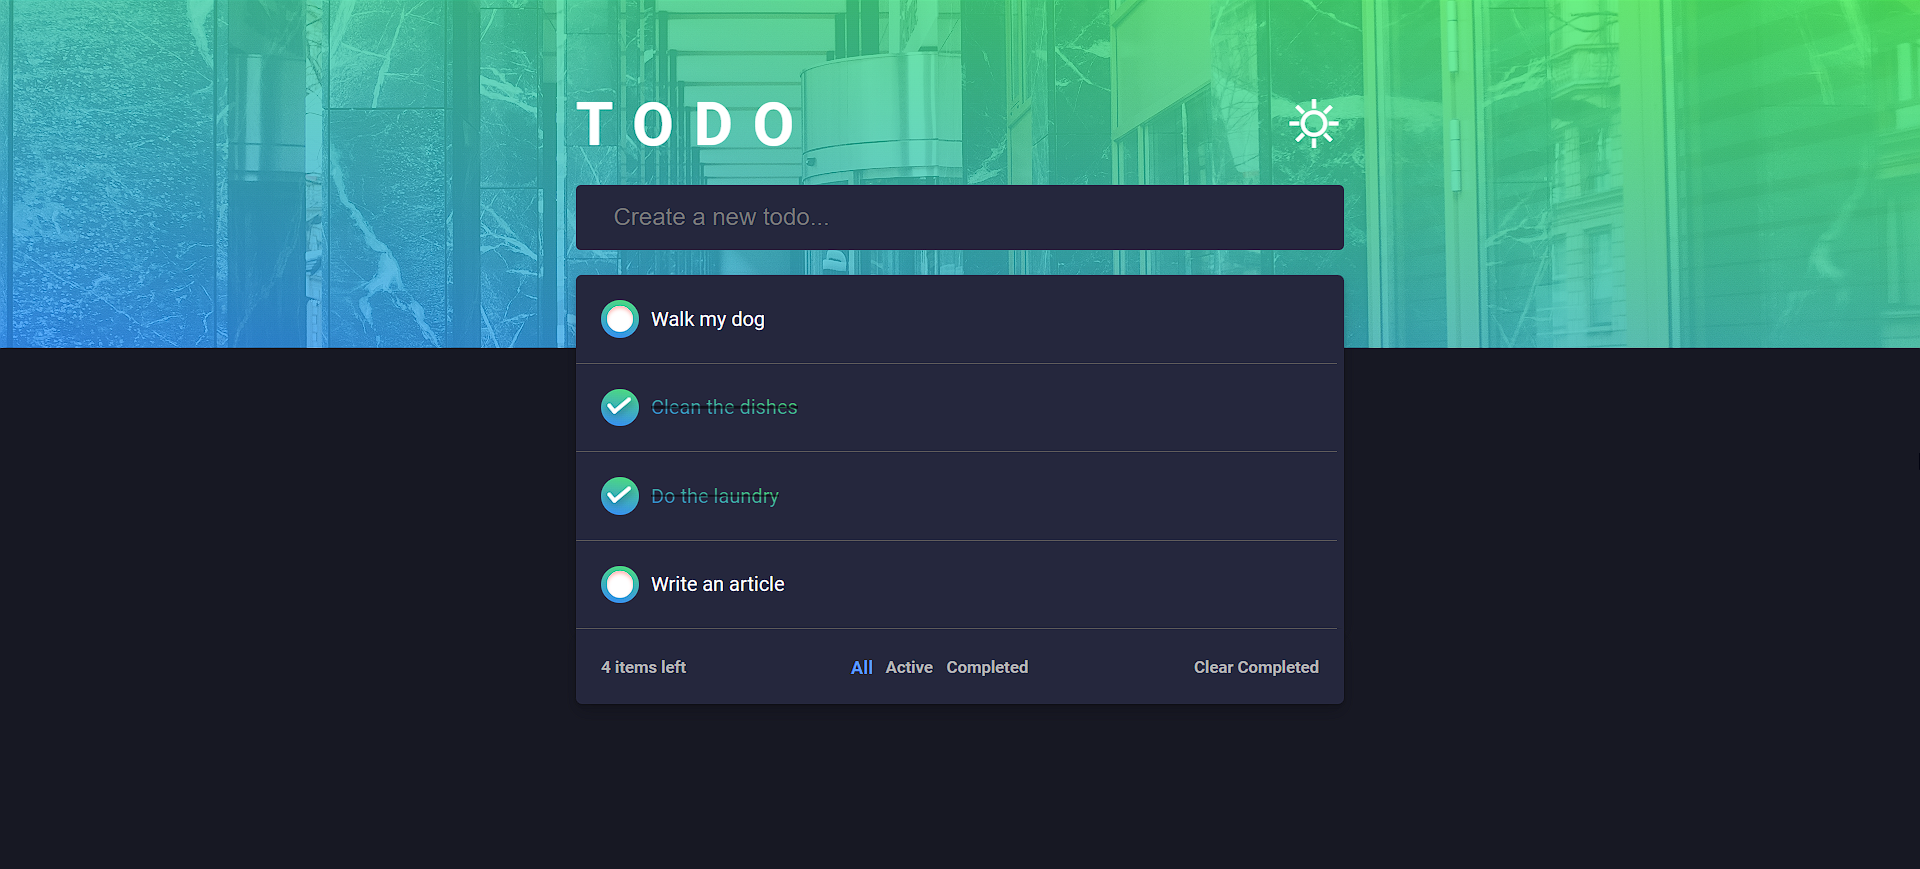 TODO
Create a new todo...
Walk my dog
Clean the dishes
Do the laundry
Write an article
4 items left All Active Completed Clear Completed